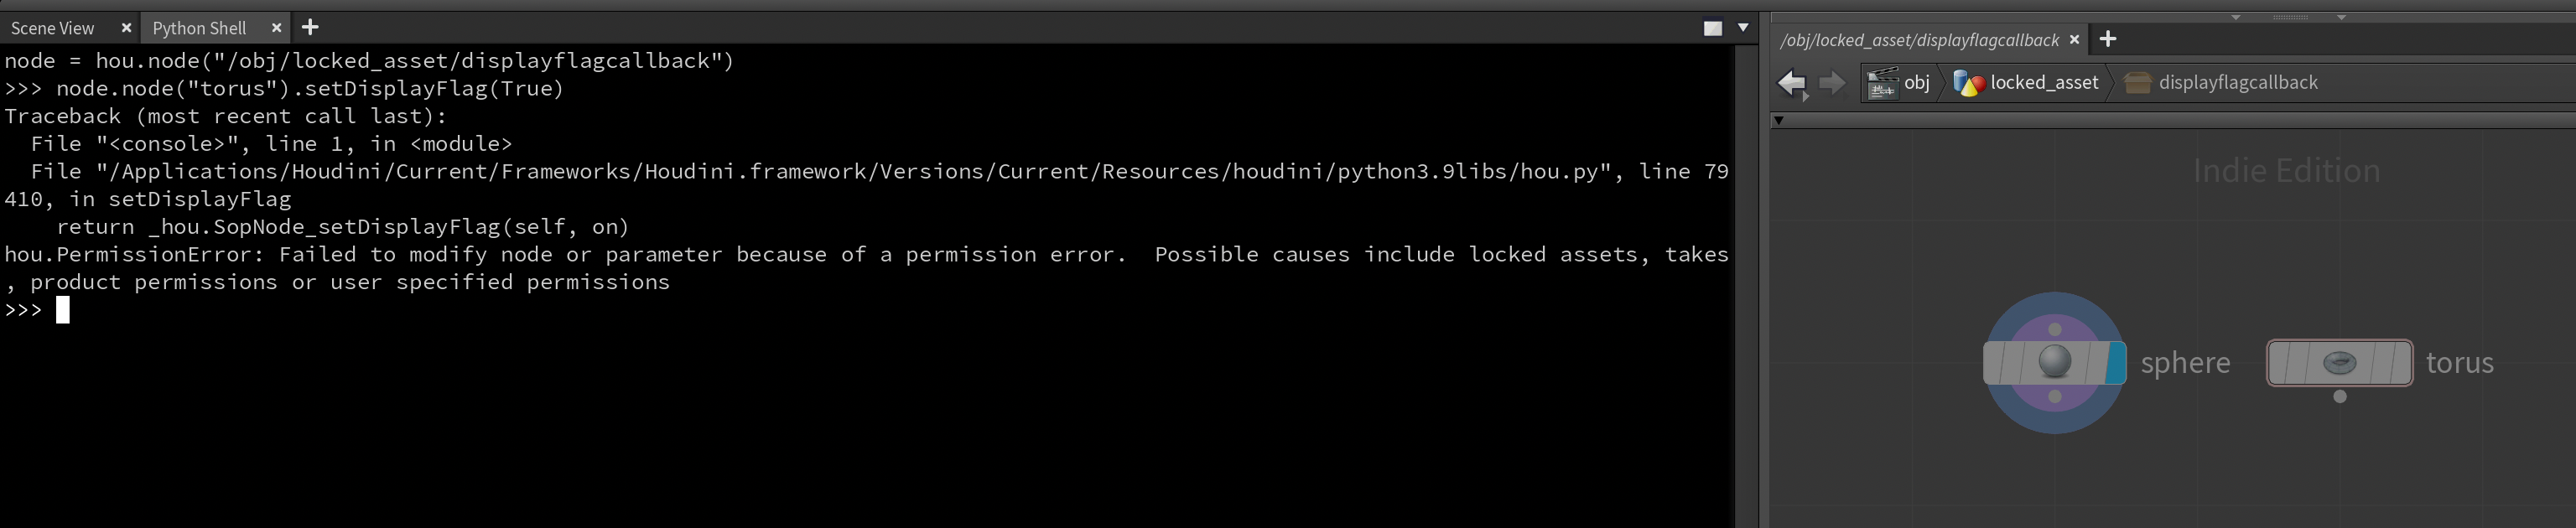 Scene View
Python Shell
/obj/locked_asset/displayflagcallback
obj
locked_asset
displayflagcallback
node = hou.node("/obj/locked_asset/displayflagcallback")
>>> node.node("torus").setDisplayFlag(True)
Traceback (most recent call last):
  File "<console>", line 1, in <module>
  File "/Applications/Houdini/Current/Frameworks/Houdini.framework/Versions/Current/Resources/houdini/python3.9libs/hou.py", line 79
410, in setDisplayFlag
    return _hou.SopNode_setDisplayFlag(self, on)
hou.PermissionError: Failed to modify node or parameter because of a permission error.  Possible causes include locked assets, takes
, product permissions or user specified permissions
>>>
Indie Edition
sphere
torus